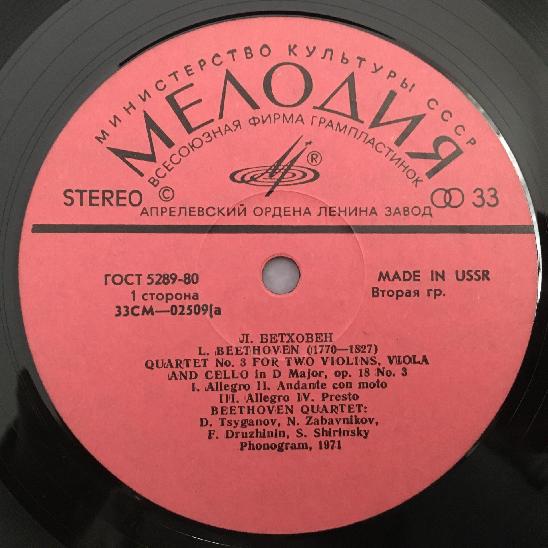 МИНИСТЕРСТВО КУЛЬТУРЫ СССР
МЕЛОДИЯ
ВСЕСОЮЗНАЯ ФИРМА ГРАМПЛАСТИНОК
STEREO © ® 33
АПРЕЛЕВСКИЙ ОРДЕНА ЛЕНИНА ЗАВОД
ГОСТ 5289-80 MADE IN USSR
1 сторона Вторая гр.
33СМ—02509(а
Л. БЕТХОВЕН
L. BEETHOVEN (1770—1827)
QUARTET No. 3 FOR TWO VIOLINS, VIOLA
AND CELLO in D Major, op. 18 No. 3
I. Allegro II. Andante con moto
III. Allegro IV. Presto
BEETHOVEN QUARTET:
D. Tsyganov, N. Zabavnikov,
F. Druzhinin, S. Shirinsky
Phonogram, 1971